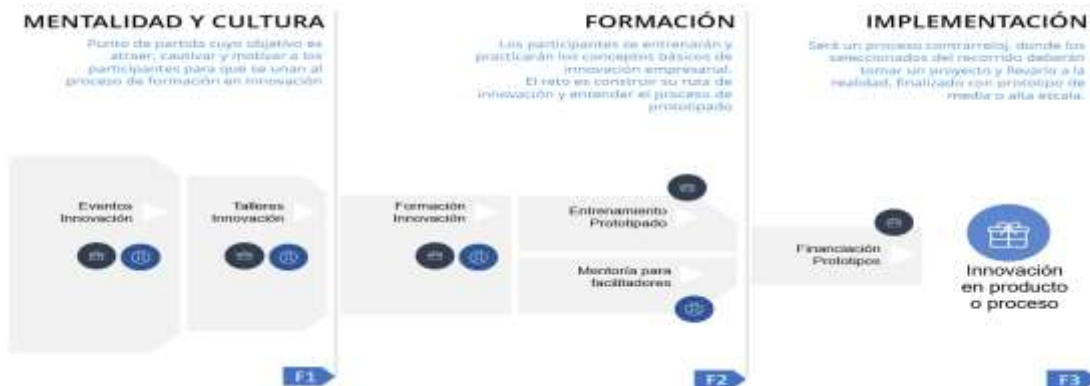 MENTALIDAD Y CULTURA
Punto de partida cuyo objetivo es
atraer, cautivar y motivar a los
participantes para que se unan al
proceso de formación en innovación
FORMACIÓN
Los participantes se entrenarán y
practicarán los conceptos básicos de
innovación empresarial.
El reto es construir su ruta de
innovación y entender el proceso de
prototipado
IMPLEMENTACIÓN
Será un proceso contrarreloj, donde los
seleccionados del recorrido deberán
tomar un proyecto y llevarlo a la
realidad, finalizado con prototipo de
media o alta escala.
Eventos
Innovación
Talleres
Innovación
Formación
Innovación
Entrenamiento
Prototipado
Mentoría para
facilitadores
Financiación
Prototipos
Innovación
en producto
o proceso
F1
F2
F3